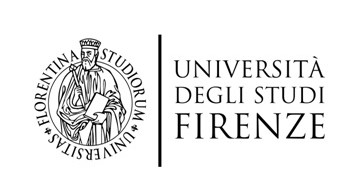 FLORENTINA STUDIORUM UNIVERSITAS
UNIVERSITÀ
DEGLI STUDI
FIRENZE